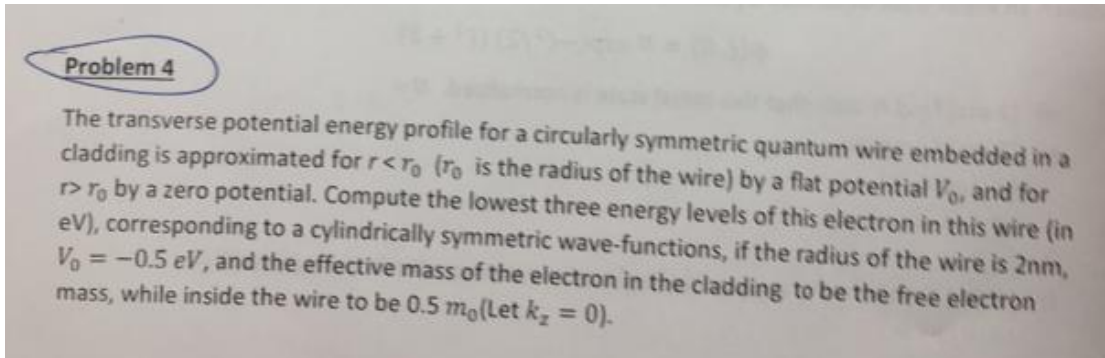 Problem 4
The transverse potential energy profile for a circularly symmetric quantum wire embedded in a
cladding is approximated for r < r₀ (r₀ is the radius of the wire) by a flat potential V₀, and for
r> r₀ by a zero potential. Compute the lowest three energy levels of this electron in this wire (in
eV), corresponding to a cylindrically symmetric wave-functions, if the radius of the wire is 2nm,
V₀ = −0.5 eV, and the effective mass of the electron in the cladding to be the free electron
mass, while inside the wire to be 0.5 m₀(Let k_z = 0).